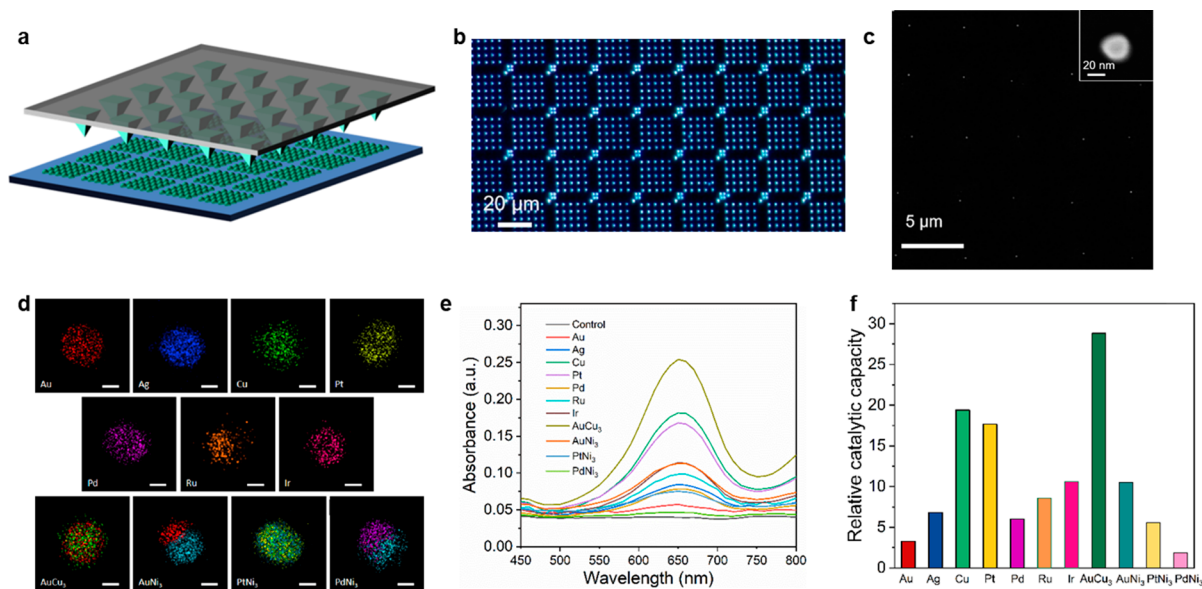 a
b
20 μm
c
20 nm
5 μm
d
Au
Ag
Cu
Pt
Pd
Ru
Ir
AuCu₃
AuNi₃
PtNi₃
PdNi₃
e
Absorbance (a.u.)
0.30
0.25
0.20
0.15
0.10
0.05
0.00
Control
Au
Ag
Cu
Pt
Pd
Ru
Ir
AuCu₃
AuNi₃
PtNi₃
PdNi₃
450 500 550 600 650 700 750 800
Wavelength (nm)
f
Relative catalytic capacity
30
25
20
15
10
5
0
Au Ag Cu Pt Pd Ru Ir AuCu₃ AuNi₃ PtNi₃ PdNi₃